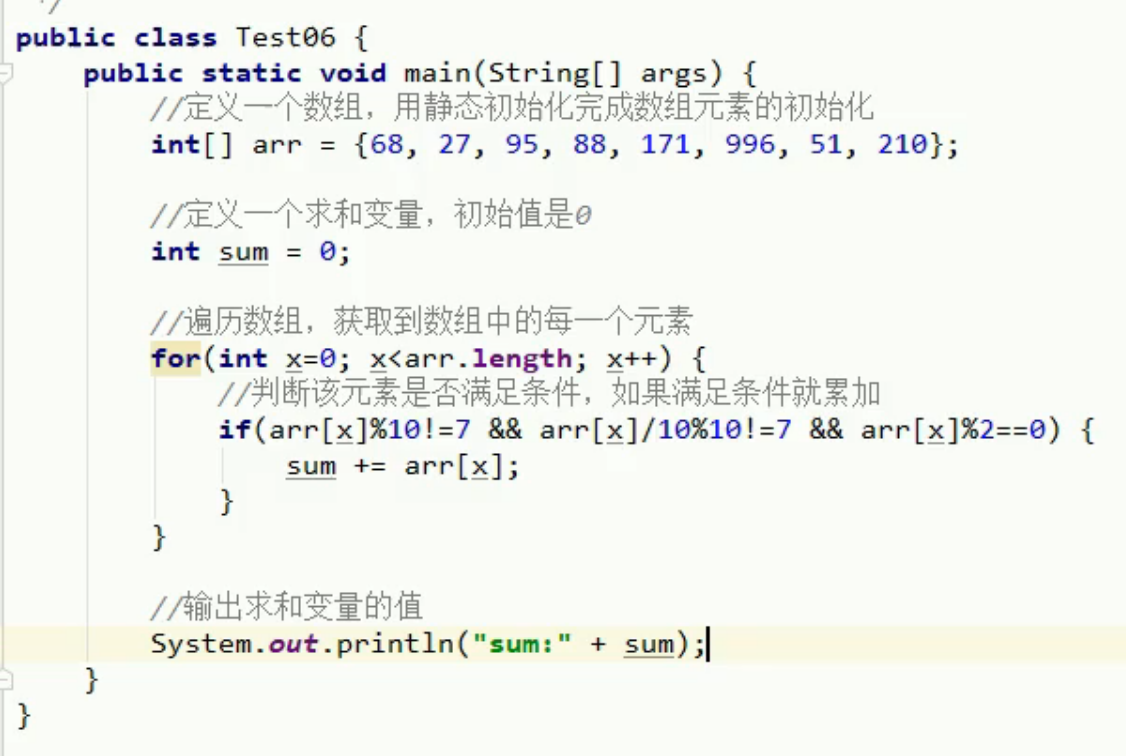 */
public class Test06 {
public static void main(String[] args) {
//定义一个数组，用静态初始化完成数组元素的初始化
int[] arr = {68, 27, 95, 88, 171, 996, 51, 210};
//定义一个求和变量，初始值是0
int sum = 0;
//遍历数组，获取到数组中的每一个元素
for(int x=0; x<arr.length; x++) {
//判断该元素是否满足条件，如果满足条件就累加
if(arr[x]%10!=7 && arr[x]/10%10!=7 && arr[x]%2==0) {
sum += arr[x];
}
}
//输出求和变量的值
System.out.println("sum:" + sum);
}
}